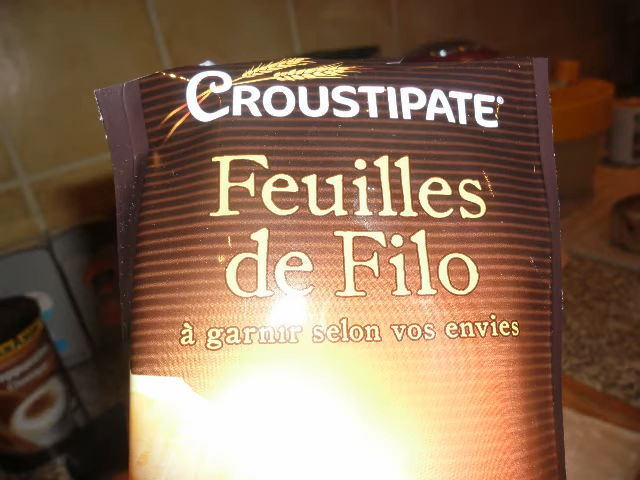 CROUSTIPATE®
Feuilles
de Filo
à garnir selon vos envies